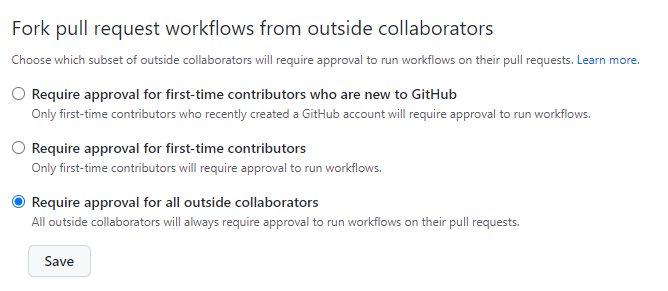 Fork pull request workflows from outside collaborators
Choose which subset of outside collaborators will require approval to run workflows on their pull requests. Learn more.
Require approval for first-time contributors who are new to GitHub
Only first-time contributors who recently created a GitHub account will require approval to run workflows.
Require approval for first-time contributors
Only first-time contributors will require approval to run workflows.
Require approval for all outside collaborators
All outside collaborators will always require approval to run workflows on their pull requests.
Save